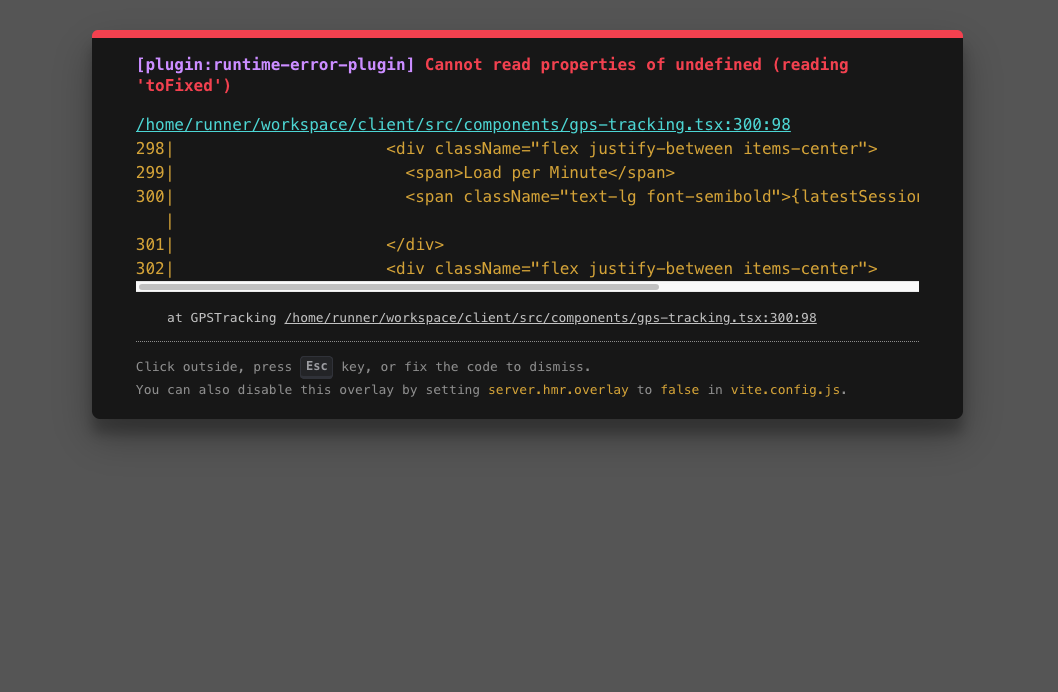 [plugin:runtime-error-plugin] Cannot read properties of undefined (reading
'toFixed')
/home/runner/workspace/client/src/components/gps-tracking.tsx:300:98
298|                      <div className="flex justify-between items-center">
299|                        <span>Load per Minute</span>
300|                        <span className="text-lg font-semibold">{latestSession
   |
301|                      </div>
302|                      <div className="flex justify-between items-center">
at GPSTracking /home/runner/workspace/client/src/components/gps-tracking.tsx:300:98
Click outside, press Esc key, or fix the code to dismiss.
You can also disable this overlay by setting server.hmr.overlay to false in vite.config.js.